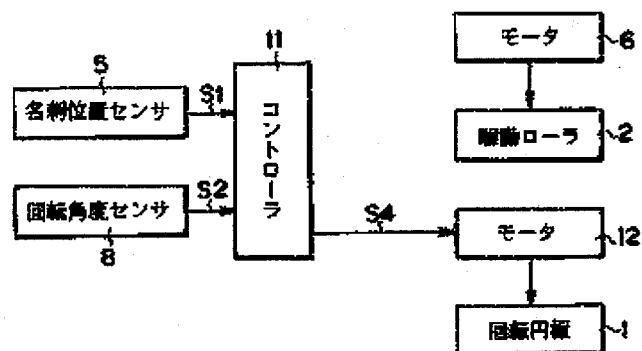 11
モータ
6
5
名刺位置センサ
S1
コントローラ
駆動ローラ
2
回転角度センサ
S2
8
S4
モータ
12
回転円板
1